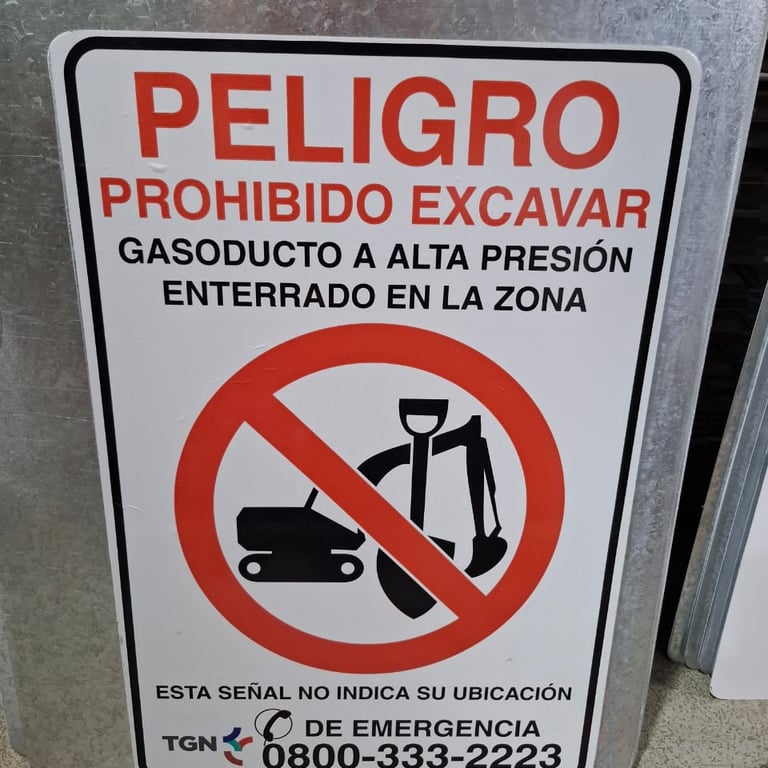 PELIGRO
PROHIBIDO EXCAVAR
GASODUCTO A ALTA PRESIÓN
ENTERRADO EN LA ZONA
ESTA SEÑAL NO INDICA SU UBICACIÓN
TGN DE EMERGENCIA
0800-333-2223